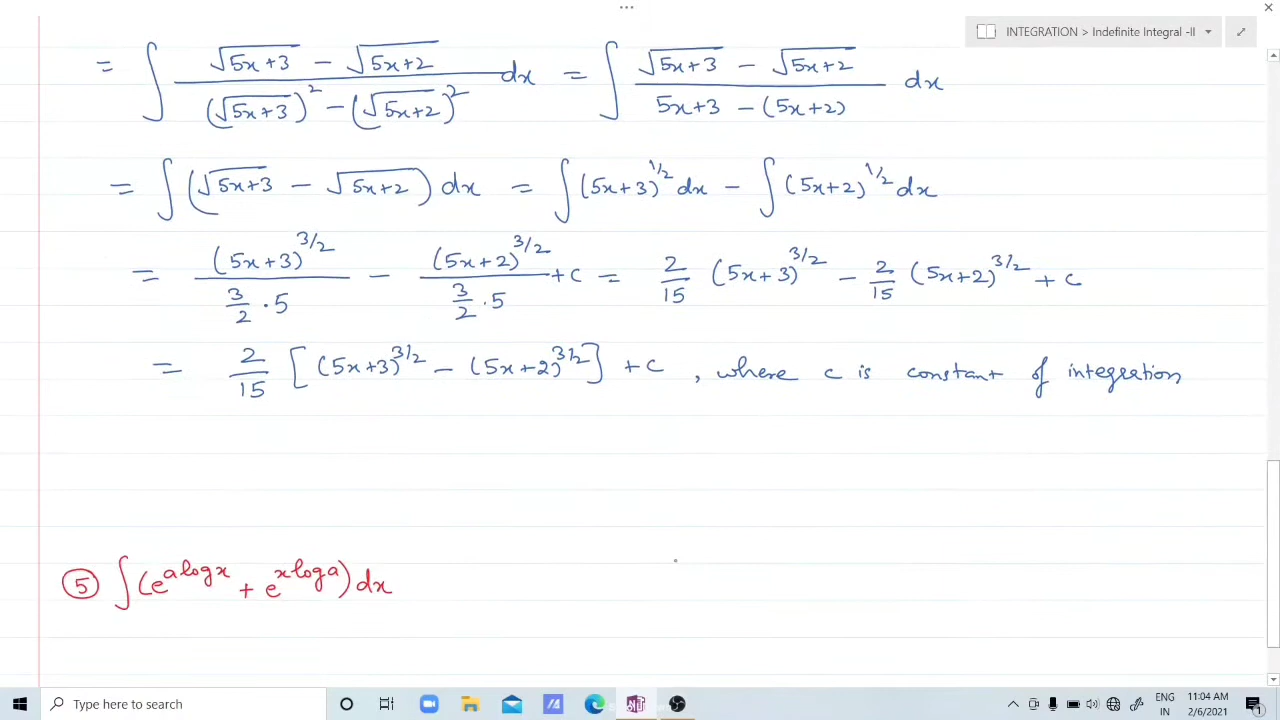 INTEGRATION > Indefinite Integral -II
= ∫ (√(5x+3) − √(5x+2)) / ((√(5x+3))² − (√(5x+2))²) dx = ∫ (√(5x+3) − √(5x+2)) / (5x+3 − (5x+2)) dx
= ∫ (√(5x+3) − √(5x+2)) dx = ∫ (5x+3)^(1/2) dx − ∫ (5x+2)^(1/2) dx
= (5x+3)^(3/2) / (3/2 · 5) − (5x+2)^(3/2) / (3/2 · 5) + c = 2/15 (5x+3)^(3/2) − 2/15 (5x+2)^(3/2) + c
= 2/15 [(5x+3)^(3/2) − (5x+2)^(3/2)] + c , where c is constant of integration
⑤ ∫ (e^(a log x) + e^(x log a)) dx
Type here to search
ENG 11:04 AM
IN 2/6/2021 1